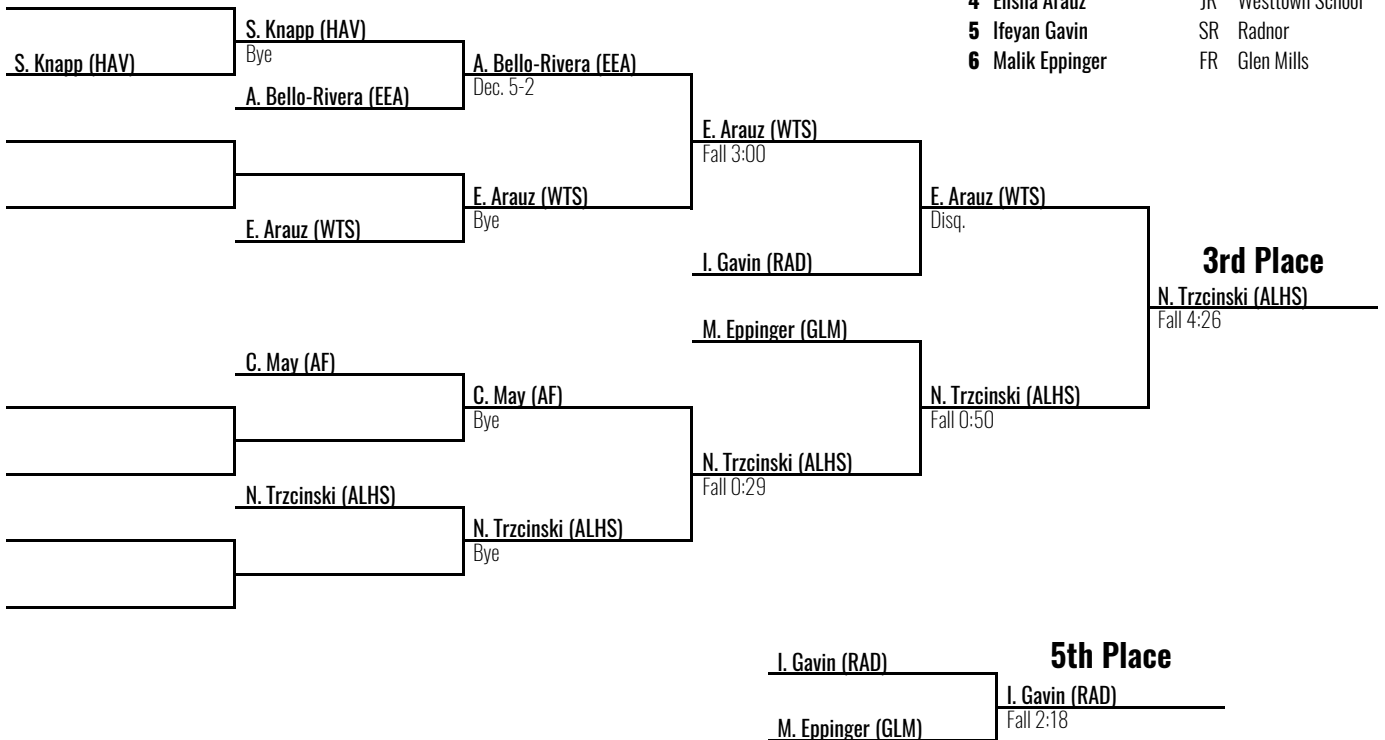 4 Elisha Arauz JR Westtown School
5 Ifeyan Gavin SR Radnor
6 Malik Eppinger FR Glen Mills
S. Knapp (HAV)
S. Knapp (HAV)
Bye
A. Bello-Rivera (EEA)
A. Bello-Rivera (EEA)
Dec. 5-2
E. Arauz (WTS)
Fall 3:00
E. Arauz (WTS)
Bye
E. Arauz (WTS)
E. Arauz (WTS)
Disq.
I. Gavin (RAD)
3rd Place
N. Trzcinski (ALHS)
Fall 4:26
M. Eppinger (GLM)
C. May (AF)
C. May (AF)
Bye
N. Trzcinski (ALHS)
Fall 0:50
N. Trzcinski (ALHS)
Fall 0:29
N. Trzcinski (ALHS)
N. Trzcinski (ALHS)
Bye
5th Place
I. Gavin (RAD)
I. Gavin (RAD)
Fall 2:18
M. Eppinger (GLM)